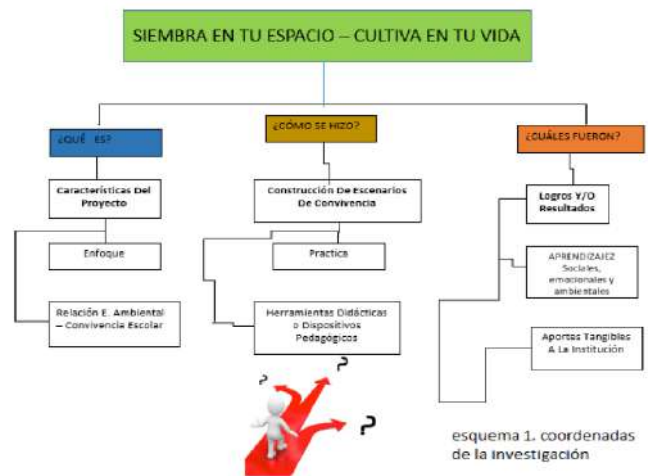 SIEMBRA EN TU ESPACIO – CULTIVA EN TU VIDA
¿QUÉ ES?
¿CÓMO SE HIZO?
¿CUÁLES FUERON?
Características Del
Proyecto
Construcción De Escenarios
De Convivencia
Logros Y/O
Resultados
Enfoque
Practica
APRENDIZAJEZ
Sociales,
emocionales y
ambientales
Relación E. Ambiental
– Convivencia Escolar
Herramientas Didácticas
o Dispositivos
Pedagógicos
Aportes Tangibles
A La Institución
?
?
?
esquema 1. coordenadas
de la investigación